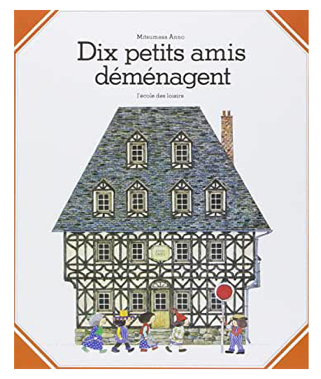 Mitsumasa Anno
Dix petits amis
déménagent
l'école des loisirs